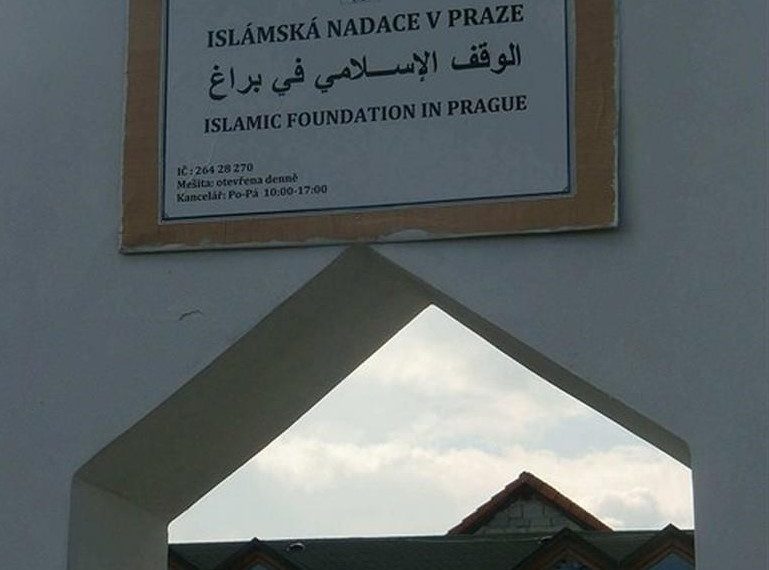 ISLÁMSKÁ NADACE V PRAZE
الوقف الإســلامي في براغ
ISLAMIC FOUNDATION IN PRAGUE
IČ : 264 28 270
Mešita: otevřena denně
Kancelář: Po-Pá 10:00-17:00